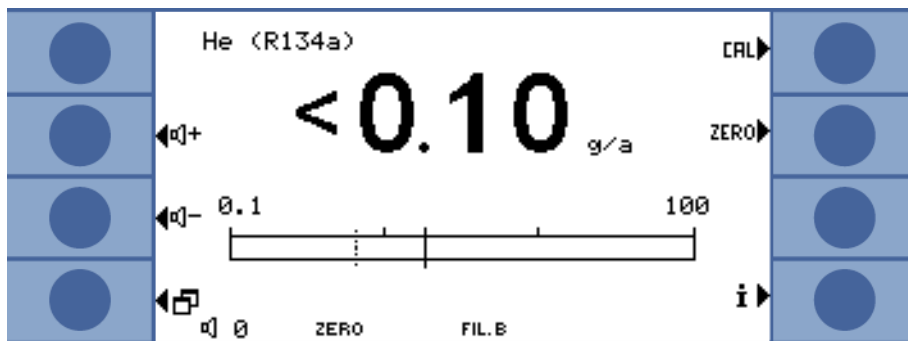 He (R134a)
CAL
<0.10 g/a
+
ZERO
-
0.1 100
i
0 ZERO FIL.B